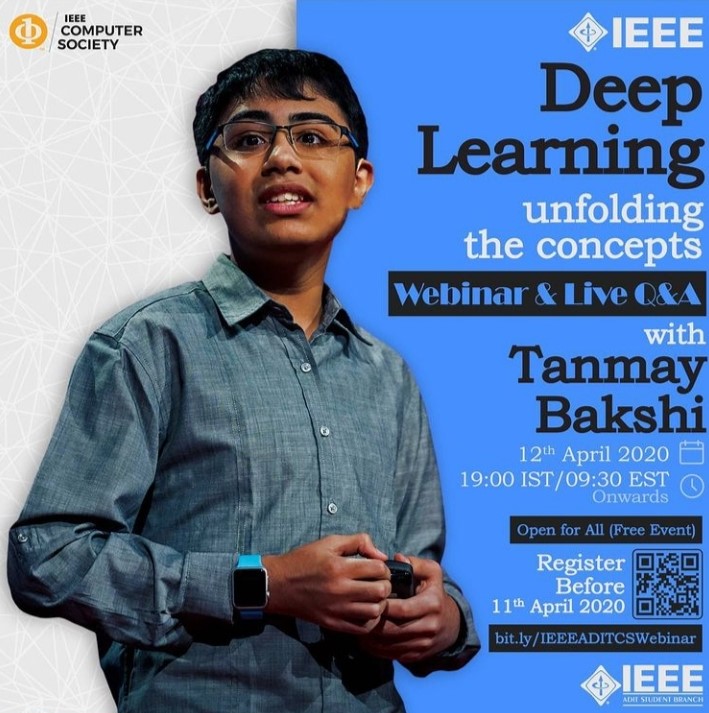 IEEE
COMPUTER
SOCIETY
IEEE
Deep
Learning
unfolding
the concepts
Webinar & Live Q&A
with
Tanmay
Bakshi
12th April 2020
19:00 IST/09:30 EST
Onwards
Open for All (Free Event)
Register
Before
11th April 2020
bit.ly/IEEEADITCSWebinar
IEEE
ADIT STUDENT BRANCH